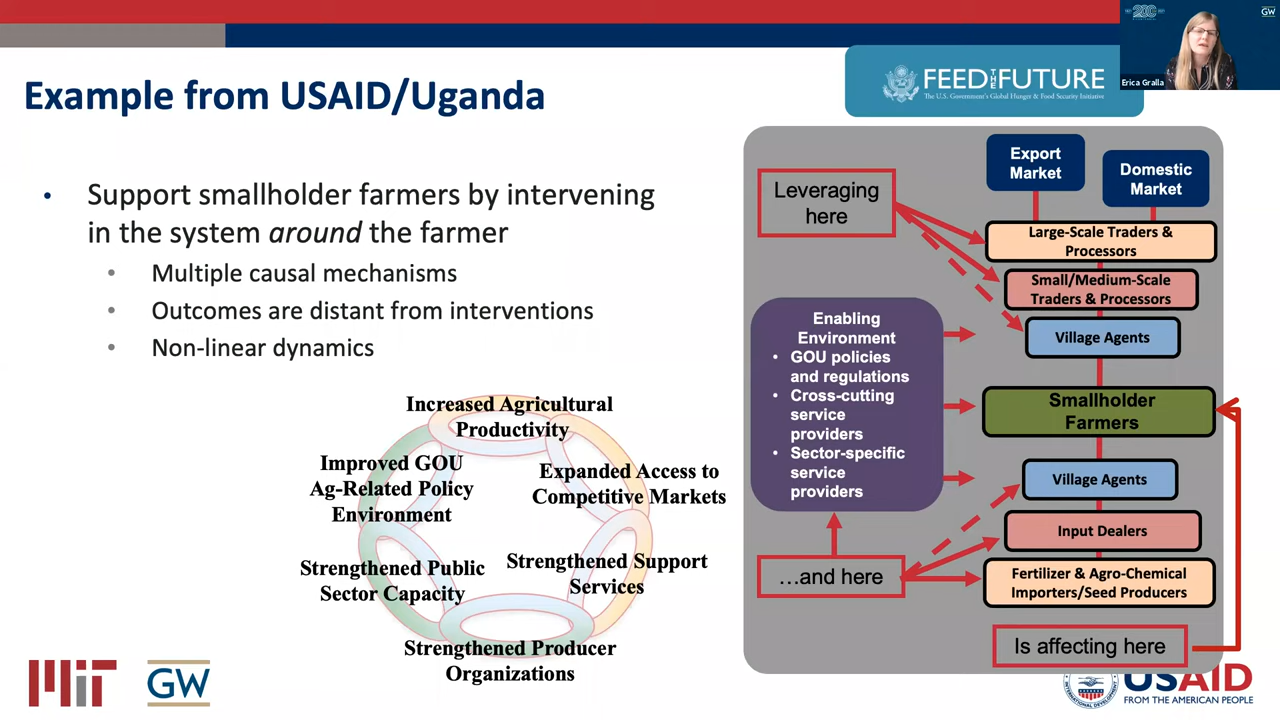 Example from USAID/Uganda
FEED THE FUTURE
The U.S. Government's Global Hunger & Food Security Initiative
GW
Erica Gralla
• Support smallholder farmers by intervening
in the system around the farmer
• Multiple causal mechanisms
• Outcomes are distant from interventions
• Non-linear dynamics
Increased Agricultural
Productivity
Improved GOU
Ag-Related Policy
Environment
Expanded Access to
Competitive Markets
Strengthened Public
Sector Capacity
Strengthened Support
Services
Strengthened Producer
Organizations
Leveraging
here
Export
Market
Domestic
Market
Large-Scale Traders &
Processors
Small/Medium-Scale
Traders & Processors
Village Agents
Enabling
Environment
• GOU policies
and regulations
• Cross-cutting
service
providers
• Sector-specific
service
providers
Smallholder
Farmers
Village Agents
Input Dealers
…and here
Fertilizer & Agro-Chemical
Importers/Seed Producers
Is affecting here
MIT
GW
USAID
FROM THE AMERICAN PEOPLE